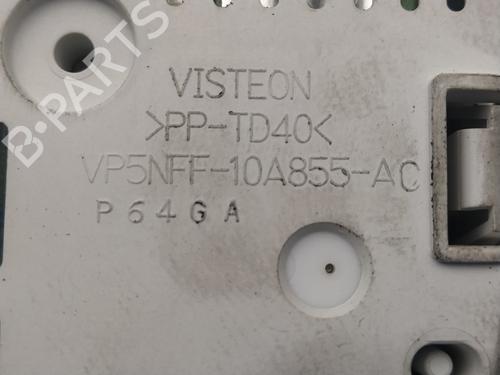 B-PARTS
VISTEON
>PP-TD40<
VP5NFF-10A855-AC
P64GA